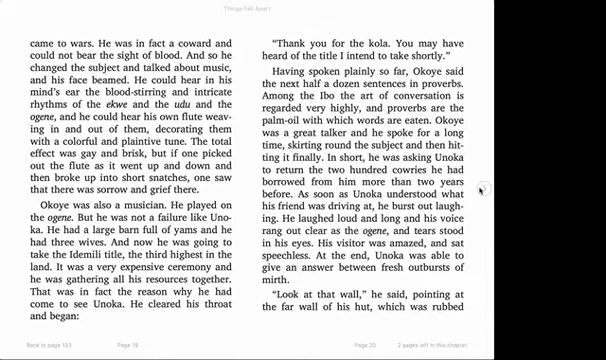 Things Fall Apart
came to wars. He was in fact a coward and
could not bear the sight of blood. And so he
changed the subject and talked about music,
and his face beamed. He could hear in his
mind's ear the blood-stirring and intricate
rhythms of the ekwe and the udu and the
ogene, and he could hear his own flute weav-
ing in and out of them, decorating them
with a colorful and plaintive tune. The total
effect was gay and brisk, but if one picked
out the flute as it went up and down and
then broke up into short snatches, one saw
that there was sorrow and grief there.
Okoye was also a musician. He played on
the ogene. But he was not a failure like Uno-
ka. He had a large barn full of yams and he
had three wives. And now he was going to
take the Idemili title, the third highest in the
land. It was a very expensive ceremony and
he was gathering all his resources together.
That was in fact the reason why he had
come to see Unoka. He cleared his throat
and began:
"Thank you for the kola. You may have
heard of the title I intend to take shortly."
Having spoken plainly so far, Okoye said
the next half a dozen sentences in proverbs.
Among the Ibo the art of conversation is
regarded very highly, and proverbs are the
palm-oil with which words are eaten. Okoye
was a great talker and he spoke for a long
time, skirting round the subject and then hit-
ting it finally. In short, he was asking Unoka
to return the two hundred cowries he had
borrowed from him more than two years
before. As soon as Unoka understood what
his friend was driving at, he burst out laugh-
ing. He laughed loud and long and his voice
rang out clear as the ogene, and tears stood
in his eyes. His visitor was amazed, and sat
speechless. At the end, Unoka was able to
give an answer between fresh outbursts of
mirth.
"Look at that wall," he said, pointing at
the far wall of his hut, which was rubbed
Back to page 133
Page 19
Page 20
2 pages left in this chapter